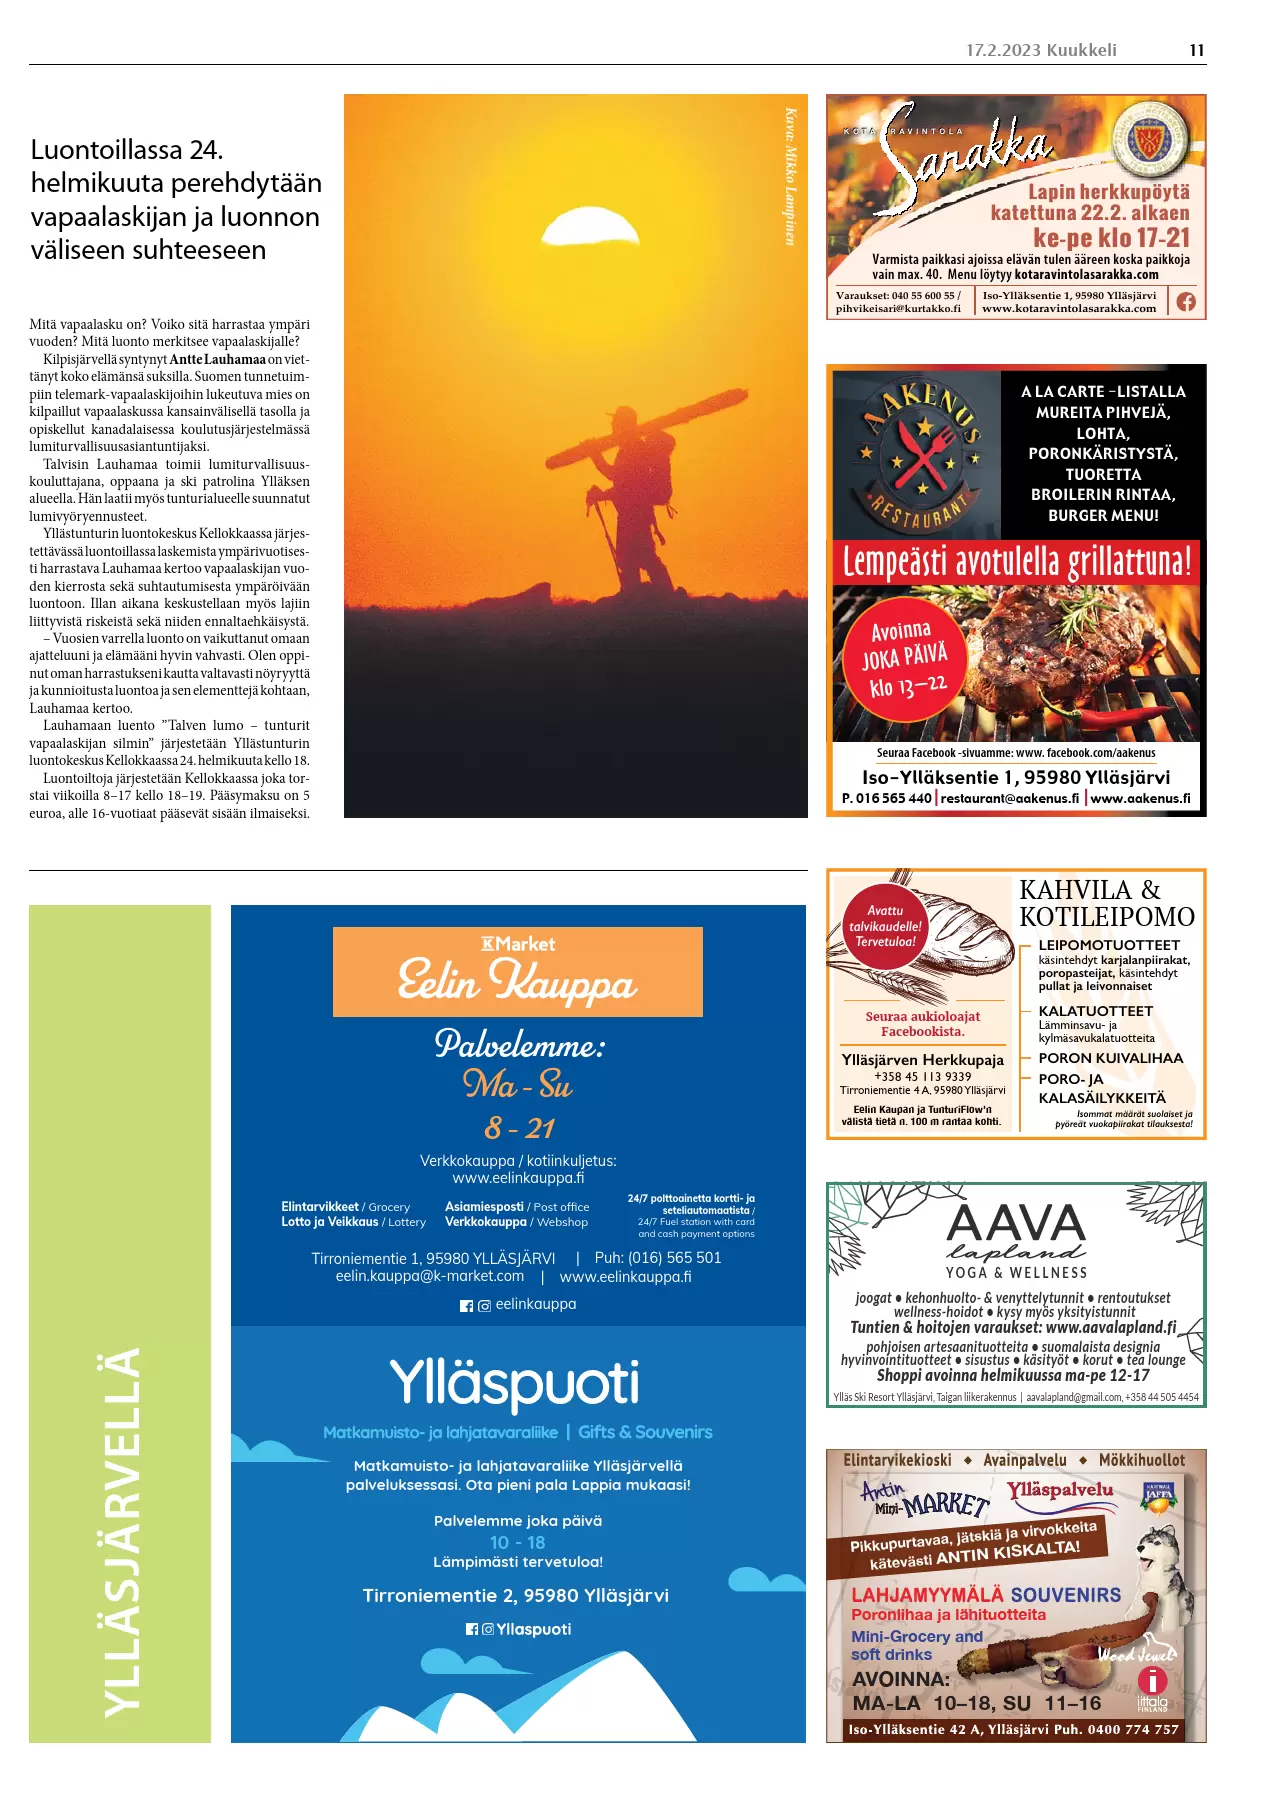 17.2.2023 Kuukkeli 11
Luontoillassa 24.
helmikuuta perehdytään
vapaalaskijan ja luonnon
väliseen suhteeseen
Mitä vapaalasku on? Voiko sitä harrastaa ympäri
vuoden? Mitä luonto merkitsee vapaalaskijalle?
Kilpisjärvellä syntynyt Antte Lauhamaa on viet-
tänyt koko elämänsä suksilla. Suomen tunnetuim-
piin telemark-vapaalaskijoihin lukeutuva mies on
kilpaillut vapaalaskussa kansainvälisellä tasolla ja
opiskellut kanadalaisessa koulutusjärjestelmässä
lumiturvallisuusasiantuntijaksi.
Talvisin Lauhamaa toimii lumiturvallisuus-
kouluttajana, oppaana ja ski patrolina Ylläksen
alueella. Hän laatii myös tunturialueelle suunnatut
lumivyöryennusteet.
Yllästunturin luontokeskus Kellokkaassa järjes-
tettävässä luontoillassa laskemista ympärivuotises-
ti harrastava Lauhamaa kertoo vapaalaskijan vuo-
den kierrosta sekä suhtautumisesta ympäröivään
luontoon. Illan aikana keskustellaan myös lajiin
liittyvistä riskeistä sekä niiden ennaltaehkäisystä.
– Vuosien varrella luonto on vaikuttanut omaan
ajatteluuni ja elämääni hyvin vahvasti. Olen oppi-
nut oman harrastukseni kautta valtavasti nöyryyttä
ja kunnioitusta luontoa ja sen elementtejä kohtaan,
Lauhamaa kertoo.
Lauhamaan luento ”Talven lumo – tunturit
vapaalaskijan silmin” järjestetään Yllästunturin
luontokeskus Kellokkaassa 24. helmikuuta kello 18.
Luontoiltoja järjestetään Kellokkaassa joka tor-
stai viikoilla 8–17 kello 18–19. Pääsymaksu on 5
euroa, alle 16-vuotiaat pääsevät sisään ilmaiseksi.
Kuva: Mikko Lampinen
KOTARAVINTOLA
Sarakka
Lapin herkkupöytä
katettuna 22.2. alkaen
ke-pe klo 17-21
Varmista paikkasi ajoissa elävän tulen ääreen koska paikkoja
vain max. 40. Menu löytyy kotaravintolasarakka.com
Varaukset: 040 55 600 55 /
pihvikeisari@kurtakko.fi
Iso-Ylläksentie 1, 95980 Ylläsjärvi
www.kotaravintolasarakka.com
AAKENUS
RESTAURANT
A LA CARTE -LISTALLA
MUREITA PIHVEJÄ,
LOHTA,
PORONKÄRISTYSTÄ,
TUORETTA
BROILERIN RINTAA,
BURGER MENU!
Lempeästi avotulella grillattuna!
Avoinna
JOKA PÄIVÄ
klo 13–22
Seuraa Facebook -sivuamme: www. facebook.com/aakenus
Iso-Ylläksentie 1, 95980 Ylläsjärvi
P. 016 565 440 | restaurant@aakenus.fi | www.aakenus.fi
Avattu
talvikaudelle!
Tervetuloa!
Seuraa aukioloajat
Facebookista.
Ylläsjärven Herkkupaja
+358 45 113 9339
Tirroniementie 4 A, 95980 Ylläsjärvi
Eelin Kaupan ja TunturiFlow'n
välistä tietä n. 100 m rantaa kohti.
KAHVILA &
KOTILEIPOMO
LEIPOMOTUOTTEET
käsintehdyt karjalanpiirakat,
poropasteijat, käsintehdyt
pullat ja leivonnaiset
KALATUOTTEET
Lämminsavu- ja
kylmäsavukalatuotteita
PORON KUIVALIHAA
PORO- JA
KALASÄILYKKEITÄ
Isommat määrät suolaiset ja
pyöreät vuokapiirakat tilauksesta!
YLLÄSJÄRVELLÄ
K Market
Eelin Kauppa
Palvelemme:
Ma - Su
8 - 21
Verkkokauppa / kotiinkuljetus:
www.eelinkauppa.fi
Elintarvikkeet / Grocery
Lotto ja Veikkaus / Lottery
Asiamiesposti / Post office
Verkkokauppa / Webshop
24/7 polttoainetta kortti- ja
seteliautomaatista /
24/7 Fuel station with card
and cash payment options
Tirroniementie 1, 95980 YLLÄSJÄRVI | Puh: (016) 565 501
eelin.kauppa@k-market.com | www.eelinkauppa.fi
eelinkauppa
Ylläspuoti
Matkamuisto- ja lahjatavaraliike | Gifts & Souvenirs
Matkamuisto- ja lahjatavaraliike Ylläsjärvellä
palveluksessasi. Ota pieni pala Lappia mukaasi!
Palvelemme joka päivä
10 - 18
Lämpimästi tervetuloa!
Tirroniementie 2, 95980 Ylläsjärvi
Yllaspuoti
AAVA
lapland
YOGA & WELLNESS
joogat • kehonhuolto- & venyttelytunnit • rentoutukset
wellness-hoidot • kysy myös yksityistunnit
Tuntien & hoitojen varaukset: www.aavalapland.fi
pohjoisen artesaanituotteita • suomalaista designia
hyvinvointituotteet • sisustus • käsityöt • korut • tea lounge
Shoppi avoinna helmikuussa ma-pe 12-17
Ylläs Ski Resort Ylläsjärvi, Taigan liikerakennus | aavalapland@gmail.com, +358 44 505 4454
Elintarvikekioski ◆ Avainpalvelu ◆ Mökkihuollot
Antin
Mini-MARKET
Ylläspalvelu
HARTWALL
JAFFA
Pikkupurtavaa, jätskiä ja virvokkeita
kätevästi ANTIN KISKALTA!
LAHJAMYYMÄLÄ SOUVENIRS
Poronlihaa ja lähituotteita
Mini-Grocery and
soft drinks
Wood Jewel
AVOINNA:
MA-LA 10–18, SU 11–16
iittala
FINLAND
Iso-Ylläksentie 42 A, Ylläsjärvi Puh. 0400 774 757